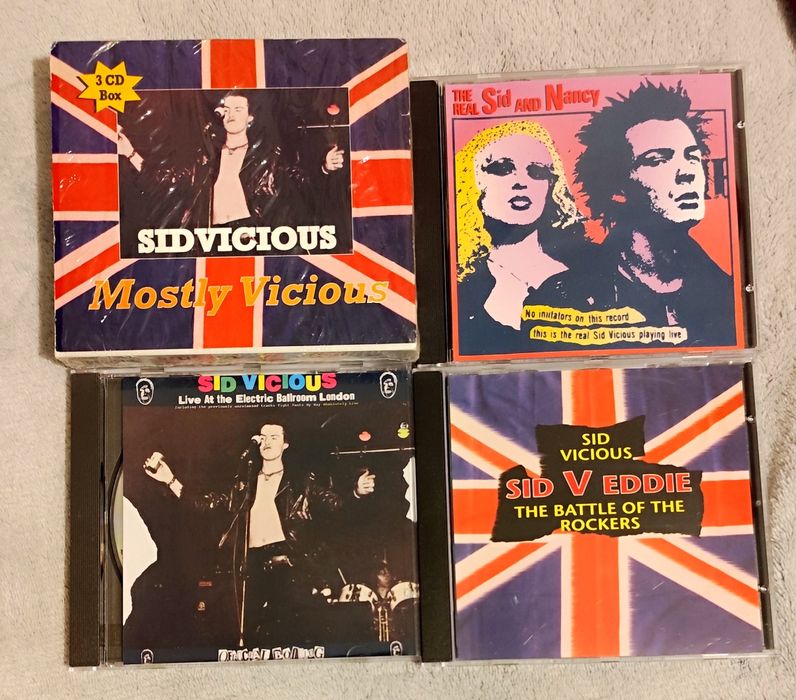 3 CD
Box
SID VICIOUS
Mostly Vicious
THE
REAL Sid AND Nancy
No imitators on this record
this is the real Sid Vicious playing live
SID VICIOUS
Live At the Electric Ballroom London
SID
VICIOUS
SID V EDDIE
THE BATTLE OF THE
ROCKERS